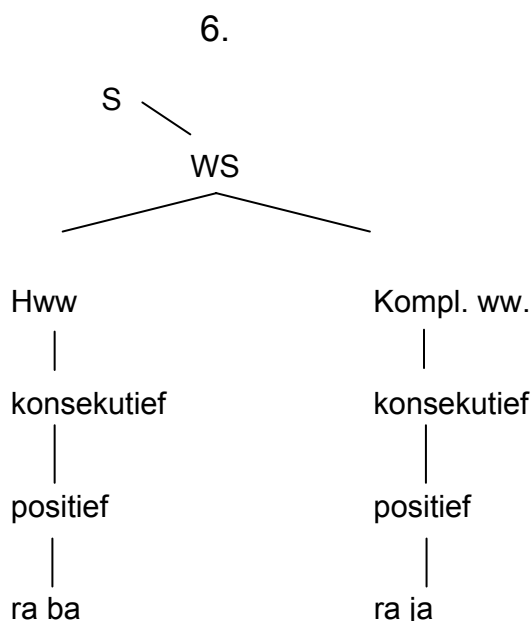 6.
S
WS
Hww Kompl. ww.
konsekutief konsekutief
positief positief
ra ba ra ja